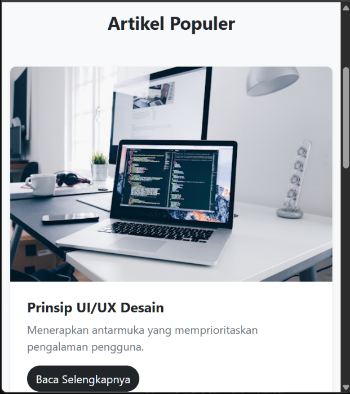 Artikel Populer
Prinsip UI/UX Desain
Menerapkan antarmuka yang memprioritaskan
pengalaman pengguna.
Baca Selengkapnya